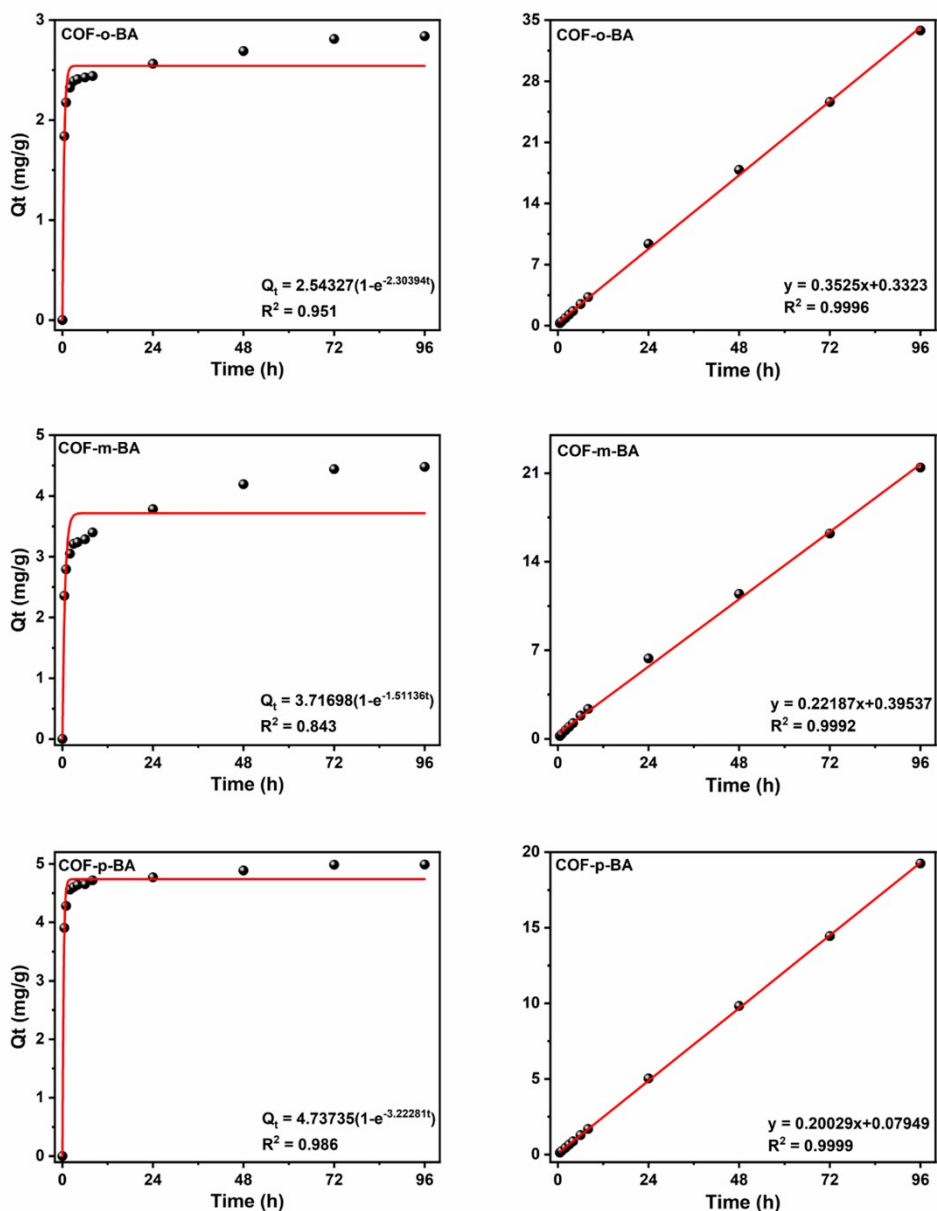 COF-o-BA
Qt (mg/g)
3
2
1
0
Q_t = 2.54327(1-e^-2.30394t)
R² = 0.951
0 24 48 72 96
Time (h)
COF-o-BA
35
28
21
14
7
0
y = 0.3525x+0.3323
R² = 0.9996
0 24 48 72 96
Time (h)
COF-m-BA
Qt (mg/g)
5
4
3
2
1
0
Q_t = 3.71698(1-e^-1.51136t)
R² = 0.843
0 24 48 72 96
Time (h)
COF-m-BA
21
14
7
0
y = 0.22187x+0.39537
R² = 0.9992
0 24 48 72 96
Time (h)
COF-p-BA
Qt (mg/g)
5
4
3
2
1
0
Q_t = 4.73735(1-e^-3.22281t)
R² = 0.986
0 24 48 72 96
Time (h)
COF-p-BA
20
15
10
5
0
y = 0.20029x+0.07949
R² = 0.9999
0 24 48 72 96
Time (h)